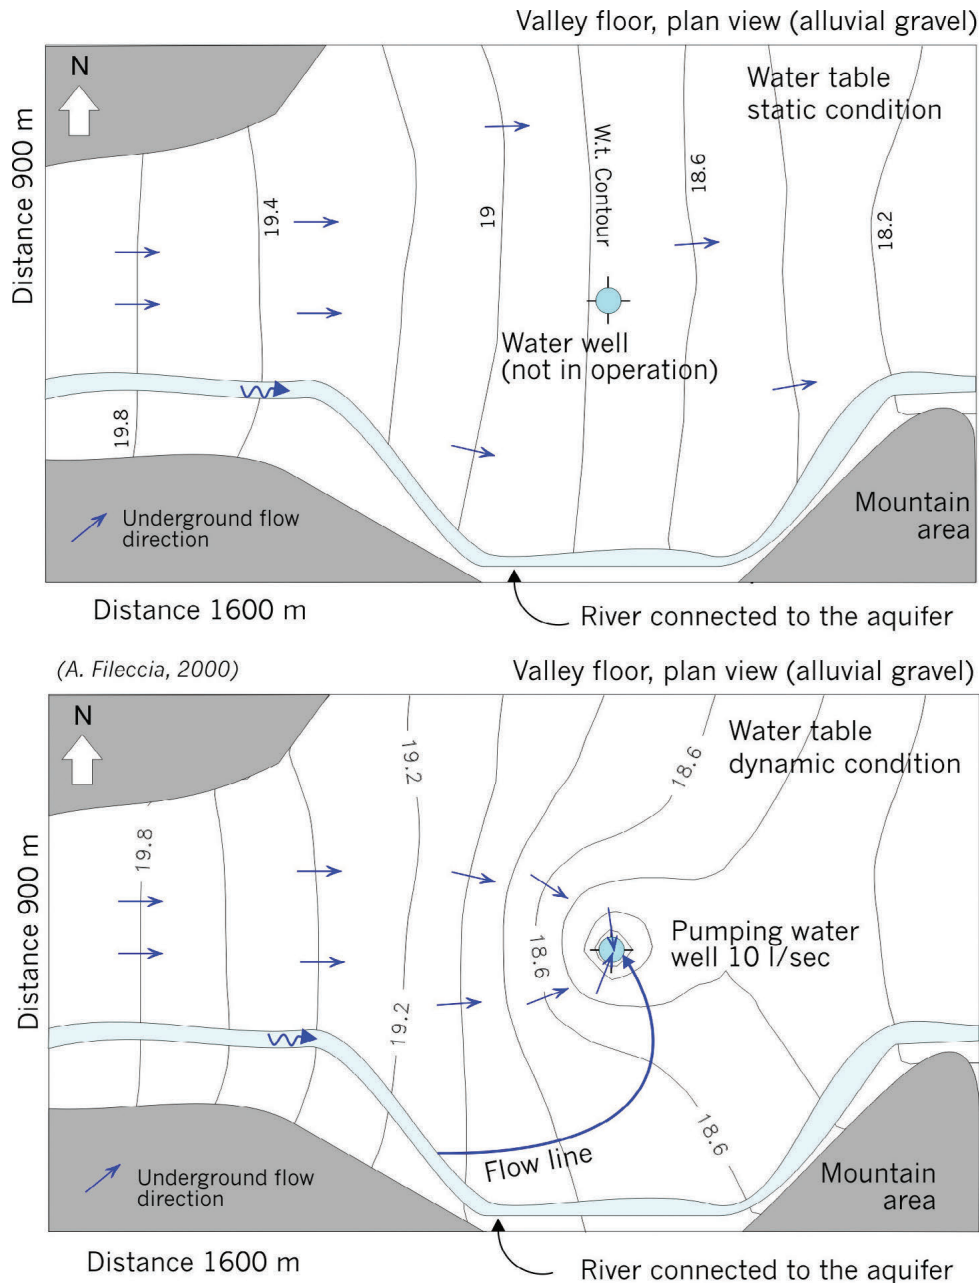 Valley floor, plan view (alluvial gravel)
N
Water table
static condition
Distance 900 m
19.8
19.4
19
W.t. Contour
18.6
18.2
Water well
(not in operation)
Underground flow
direction
Mountain
area
Distance 1600 m
River connected to the aquifer
(A. Fileccia, 2000)
Valley floor, plan view (alluvial gravel)
N
Water table
dynamic condition
Distance 900 m
19.8
19.2
18.6
18.6
Pumping water
well 10 l/sec
19.2
18.6
Flow line
Underground flow
direction
Mountain
area
Distance 1600 m
River connected to the aquifer